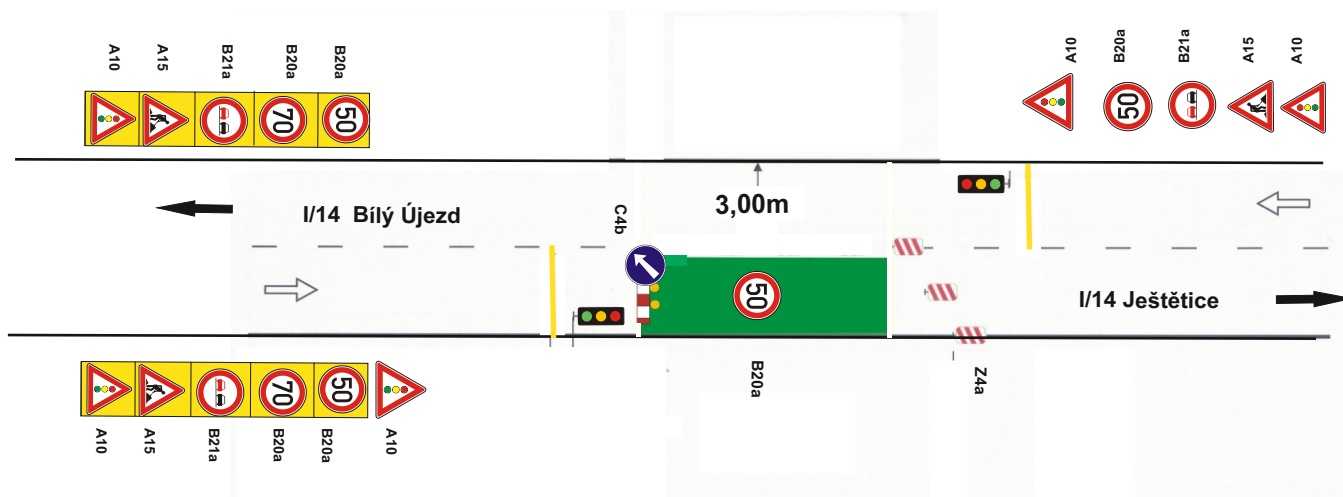 A10
A15
B21a
B20a
B20a
70
50
A10
B20a
B21a
A15
A10
50
I/14 Bílý Újezd
C4b
3,00m
50
I/14 Ještětice
B20a
Z4a
70
50
A10
A15
B21a
B20a
B20a
A10